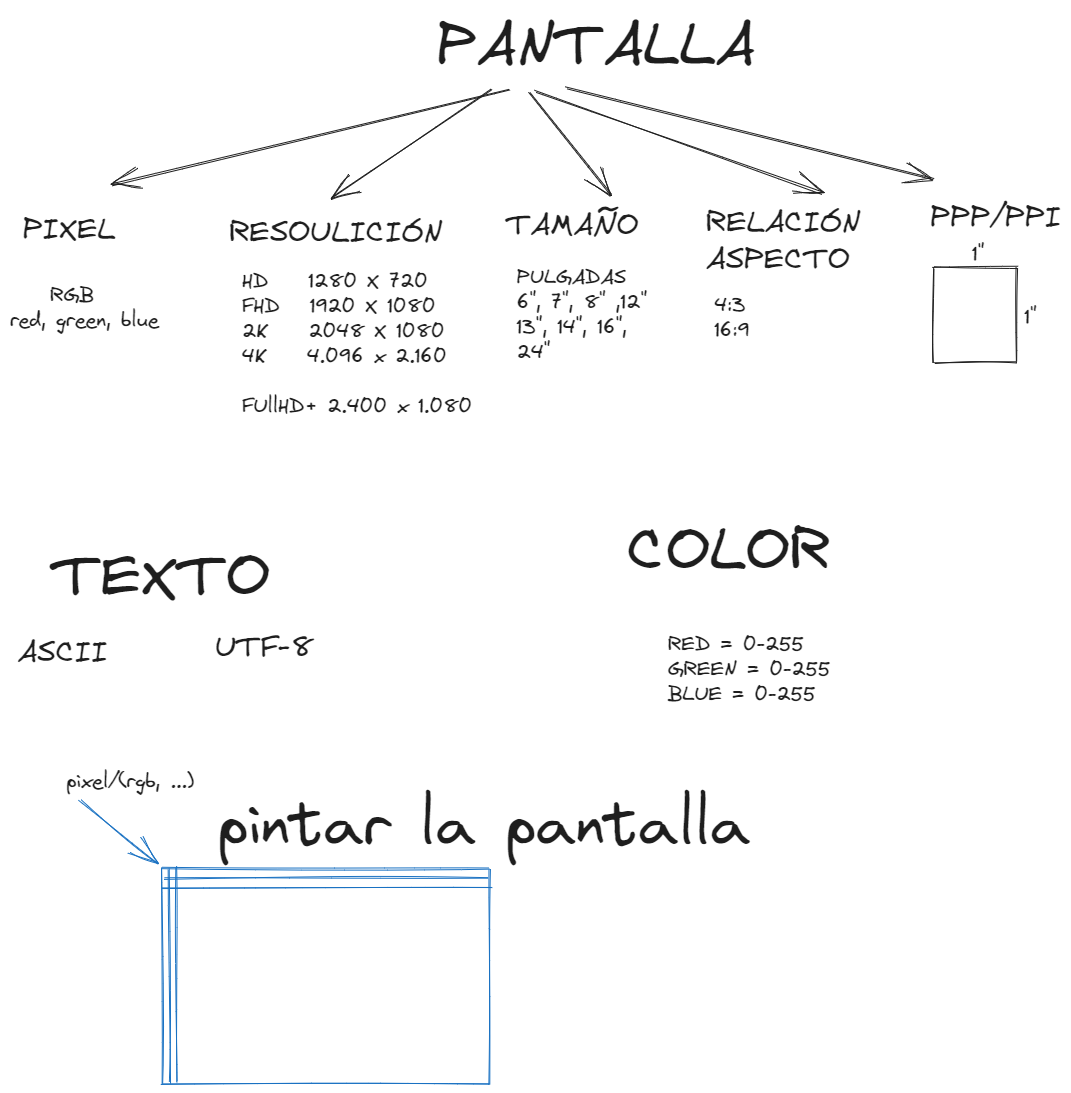 PANTALLA
PIXEL
RGB
red, green, blue
RESOULICIÓN
HD 1280 x 720
FHD 1920 x 1080
2K 2048 x 1080
4K 4.096 x 2.160
FUllHD+ 2.400 x 1.080
TAMAÑO
PULGADAS
6", 7", 8" ,12"
13", 14", 16",
24"
RELACIÓN
ASPECTO
4:3
16:9
PPP/PPI
1"
1"
TEXTO
ASCII
UTF-8
COLOR
RED = 0-255
GREEN = 0-255
BLUE = 0-255
pixel/(rgb, ...)
pintar la pantalla